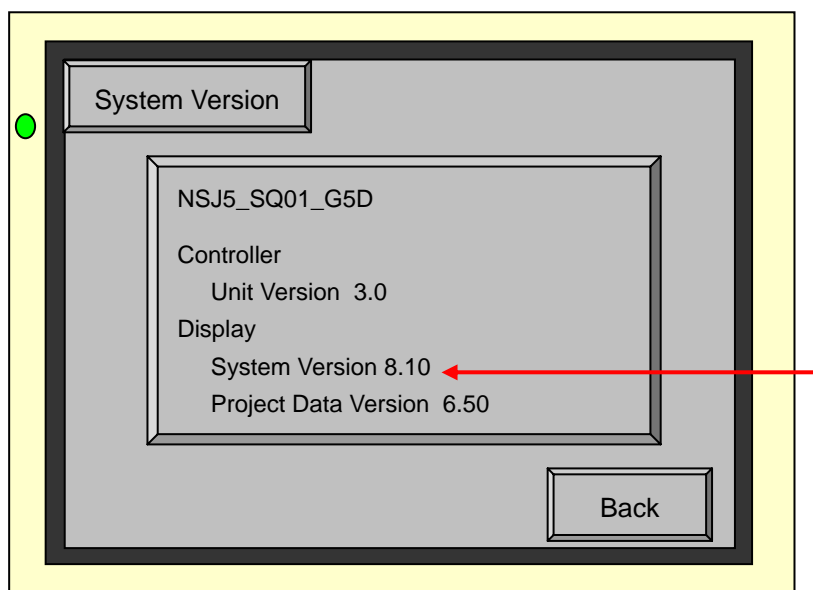 System Version
NSJ5_SQ01_G5D
Controller
Unit Version 3.0
Display
System Version 8.10
Project Data Version 6.50
Back